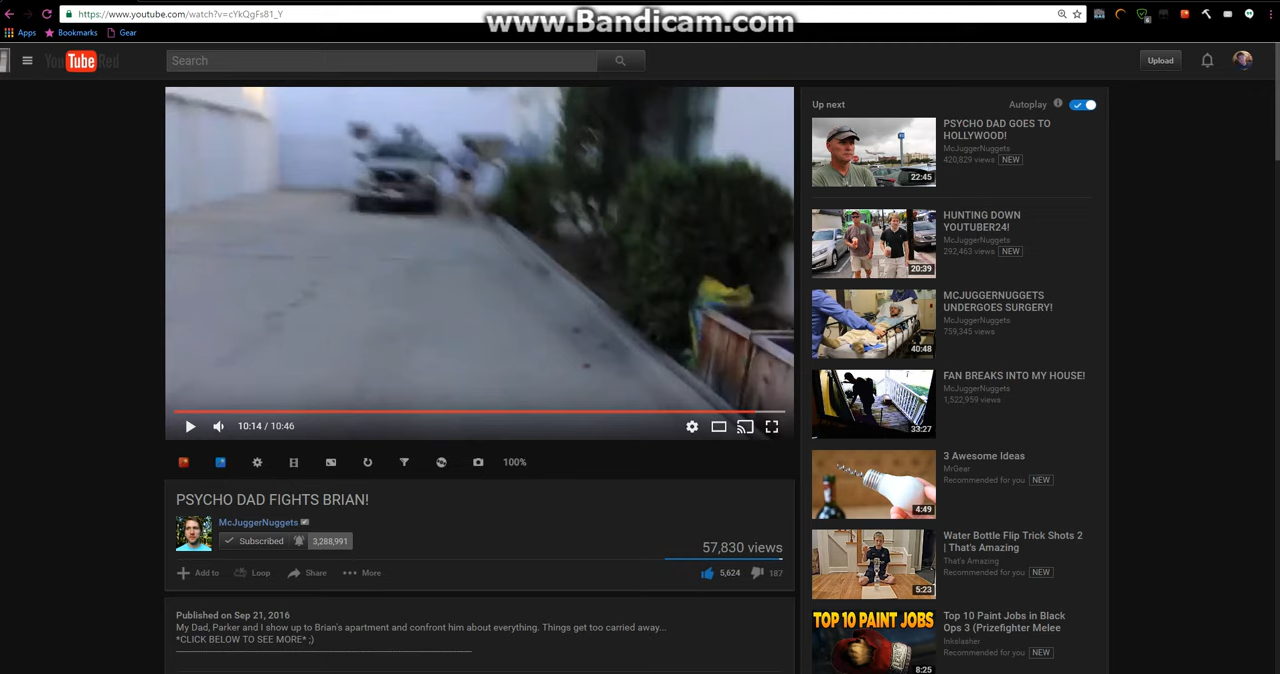 www.Bandicam.com
https://www.youtube.com/watch?v=cYkQgFs81_Y
Apps
Bookmarks
Gear
YouTube Red
Search
Upload
Up next
Autoplay
PSYCHO DAD GOES TO
HOLLYWOOD!
McJuggerNuggets
420,829 views NEW
22:45
HUNTING DOWN
YOUTUBER24!
McJuggerNuggets
292,463 views NEW
20:39
MCJUGGERNUGGETS
UNDERGOES SURGERY!
McJuggerNuggets
759,345 views
40:48
FAN BREAKS INTO MY HOUSE!
McJuggerNuggets
1,522,959 views
33:27
3 Awesome Ideas
MrGear
Recommended for you NEW
4:49
Water Bottle Flip Trick Shots 2
| That's Amazing
That's Amazing
Recommended for you NEW
5:23
TOP 10 PAINT JOBS
Top 10 Paint Jobs in Black
Ops 3 (Prizefighter Melee
Inkslasher
Recommended for you NEW
8:25
10:14 / 10:46
100%
PSYCHO DAD FIGHTS BRIAN!
McJuggerNuggets
Subscribed 3,288,991
57,830 views
Add to Loop Share More
5,624 187
Published on Sep 21, 2016
My Dad, Parker and I show up to Brian's apartment and confront him about everything. Things get too carried away...
*CLICK BELOW TO SEE MORE* ;)